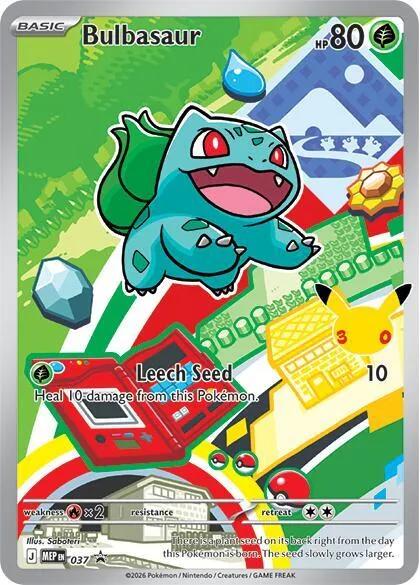 BASIC
Bulbasaur
HP 80
30
Leech Seed 10
Heal 10 damage from this Pokémon.
weakness × 2 resistance retreat
Illus. Saboteri
J MEP EN 037
There is a plant seed on its back right from the day
this Pokémon is born. The seed slowly grows larger.
©2026 Pokémon / Nintendo / Creatures / GAME FREAK